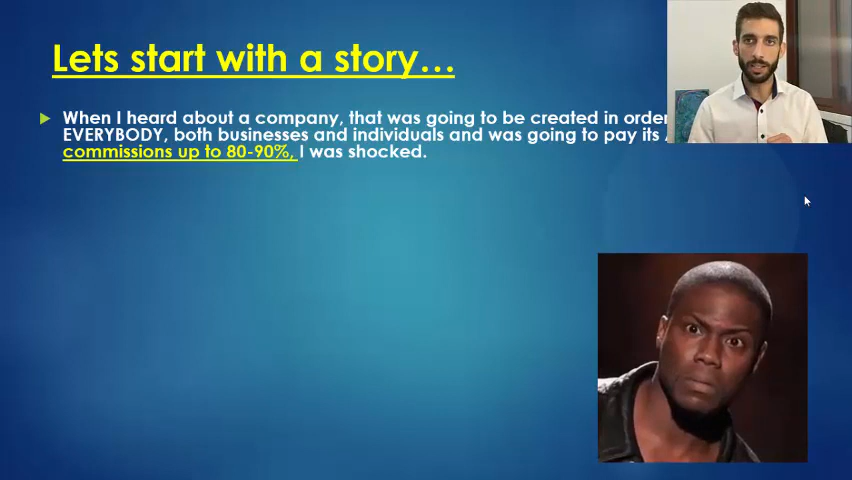 Lets start with a story...
When I heard about a company, that was going to be created in order
EVERYBODY, both businesses and individuals and was going to pay its
commissions up to 80-90%, I was shocked.